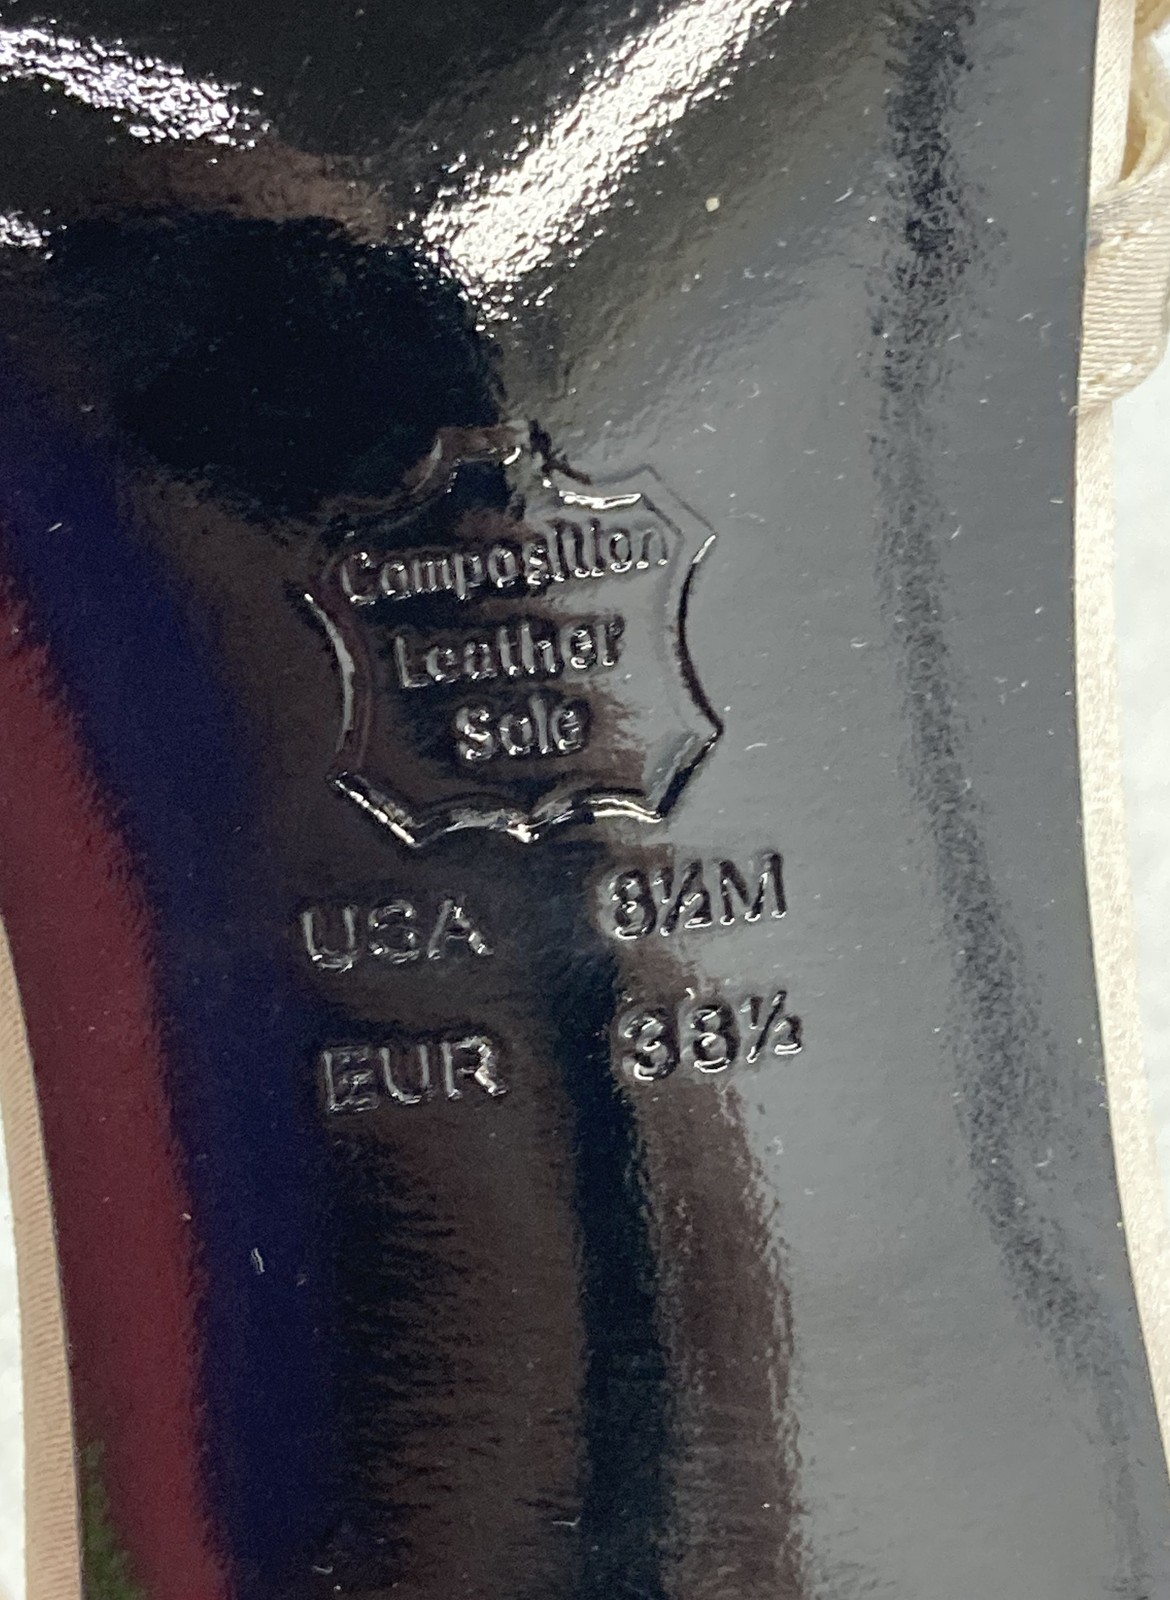 Composition
Leather
Sole
USA 8½M
EUR 38½